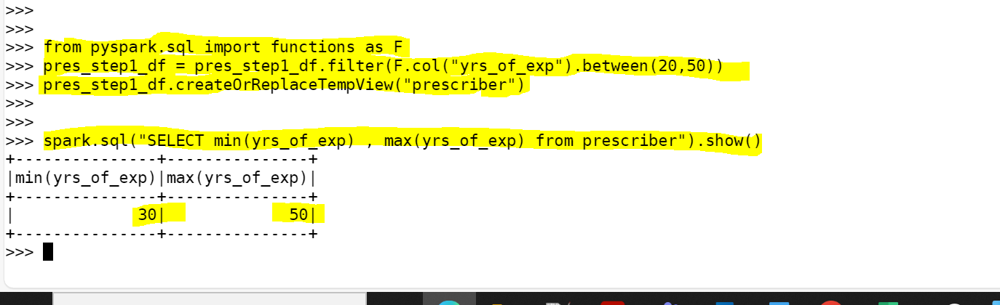 >>>
>>>
>>> from pyspark.sql import functions as F
>>> pres_step1_df = pres_step1_df.filter(F.col("yrs_of_exp").between(20,50))
>>> pres_step1_df.createOrReplaceTempView("prescriber")
>>>
>>>
>>> spark.sql("SELECT min(yrs_of_exp) , max(yrs_of_exp) from prescriber").show()
+---------------+---------------+
|min(yrs_of_exp)|max(yrs_of_exp)|
+---------------+---------------+
|             30|             50|
+---------------+---------------+
>>>